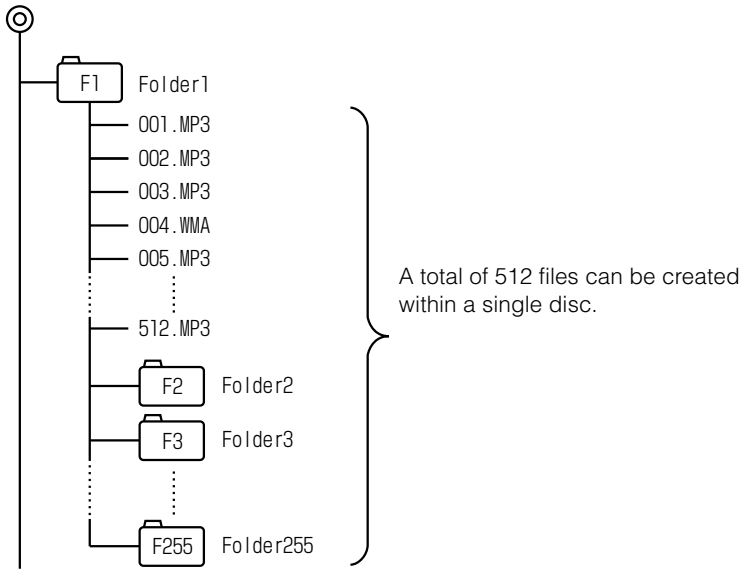 F1 Folder1
001.MP3
002.MP3
003.MP3
004.WMA
005.MP3
512.MP3
A total of 512 files can be created
within a single disc.
F2 Folder2
F3 Folder3
F255 Folder255